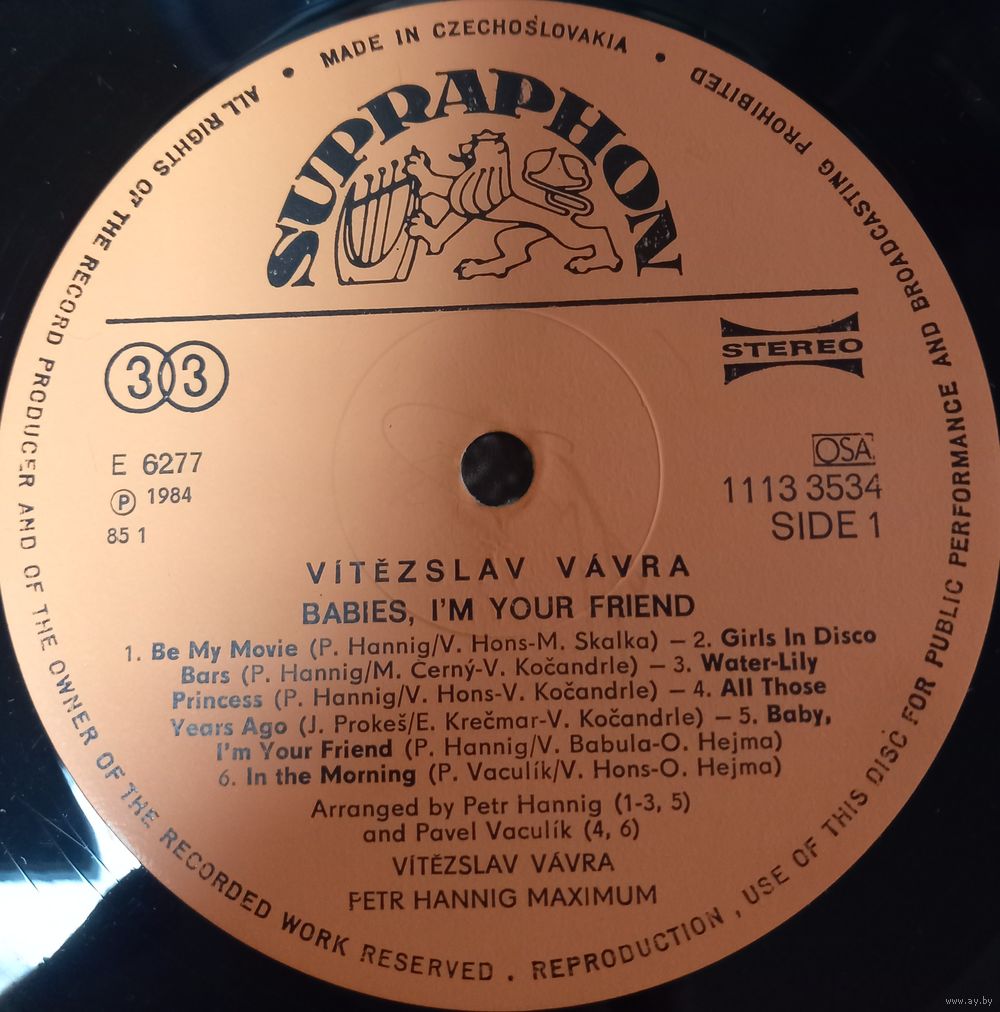 MADE IN CZECHOSLOVAKIA
ALL RIGHTS OF THE RECORD PRODUCER AND OF THE OWNER OF THE RECORDED WORK RESERVED . REPRODUCTION , USE OF THIS DISC FOR PUBLIC PERFORMANCE AND BROADCASTING PROHIBITED
SUPRAPHON
33
STEREO
E 6277
Ⓟ 1984
85 1
OSA
1113 3534
SIDE 1
VÍTĚZSLAV VÁVRA
BABIES, I'M YOUR FRIEND
1. Be My Movie (P. Hannig/V. Hons-M. Skalka) – 2. Girls In Disco
Bars (P. Hannig/M. Černý-V. Kočandrle) – 3. Water-Lily
Princess (P. Hannig/V. Hons-V. Kočandrle) – 4. All Those
Years Ago (J. Prokeš/E. Krečmar-V. Kočandrle) – 5. Baby,
I'm Your Friend (P. Hannig/V. Babula-O. Hejma)
6. In the Morning (P. Vaculík/V. Hons-O. Hejma)
Arranged by Petr Hannig (1-3, 5)
and Pavel Vaculík (4, 6)
VÍTĚZSLAV VÁVRA
PETR HANNIG MAXIMUM
www.ay.by